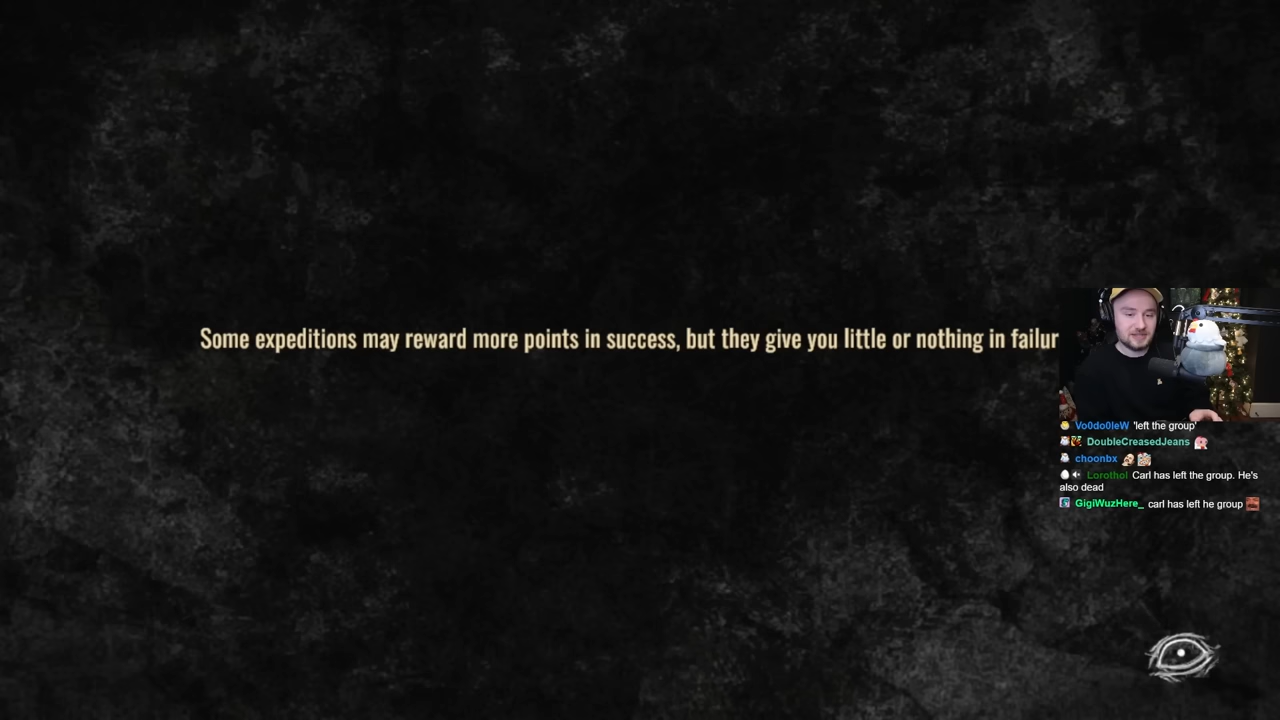 Some expeditions may reward more points in success, but they give you little or nothing in failur
Vo0do0leW 'left the group'
DoubleCreasedJeans
choonbx
Lorothol Carl has left the group. He's
also dead
GigiWuzHere_ carl has left he group